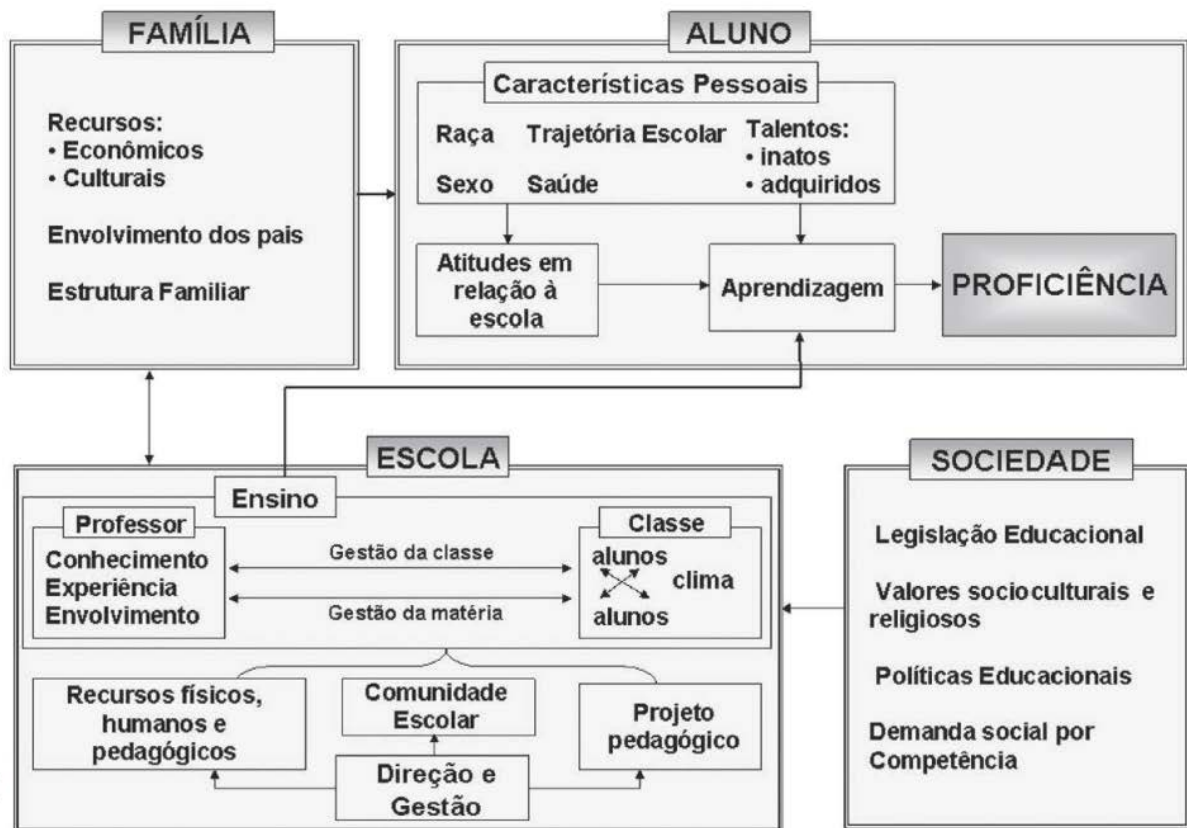 FAMÍLIA
Recursos:
• Econômicos
• Culturais
Envolvimento dos pais
Estrutura Familiar
ALUNO
Características Pessoais
Raça
Trajetória Escolar
Talentos:
• inatos
• adquiridos
Sexo
Saúde
Atitudes em
relação à
escola
Aprendizagem
PROFICIÊNCIA
ESCOLA
Ensino
Professor
Conhecimento
Experiência
Envolvimento
Gestão da classe
Gestão da matéria
Classe
alunos
clima
alunos
Recursos físicos,
humanos e
pedagógicos
Comunidade
Escolar
Projeto
pedagógico
Direção e
Gestão
SOCIEDADE
Legislação Educacional
Valores socioculturais e
religiosos
Políticas Educacionais
Demanda social por
Competência